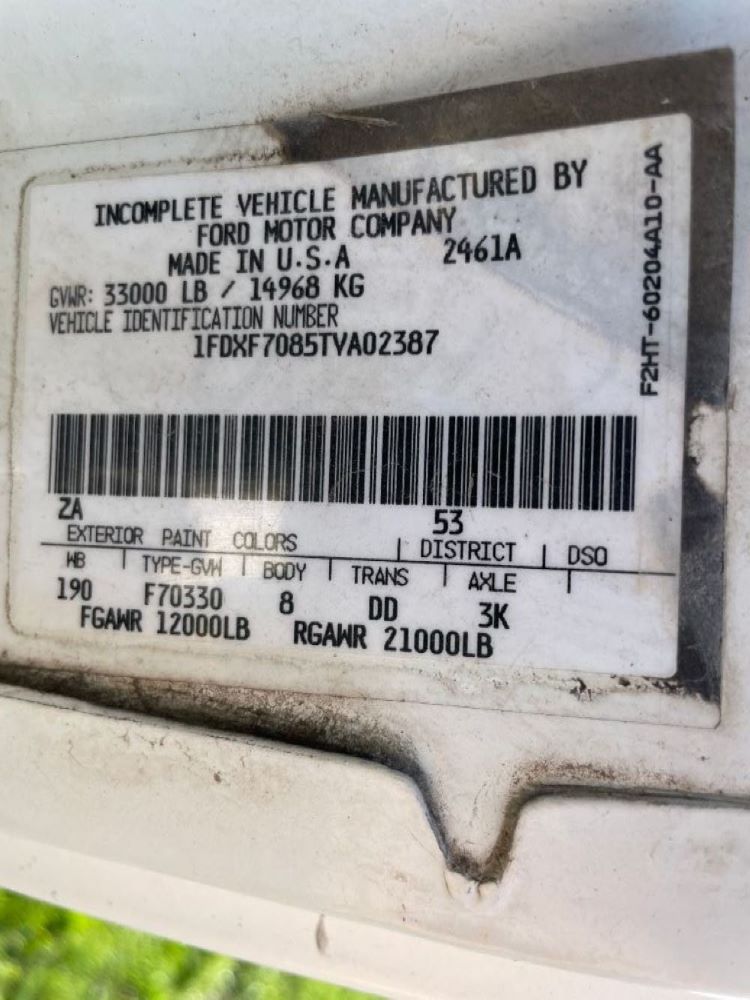 INCOMPLETE VEHICLE MANUFACTURED BY
FORD MOTOR COMPANY
MADE IN U.S.A 2461A
GVWR: 33000 LB / 14968 KG
VEHICLE IDENTIFICATION NUMBER
1FDXF7085TVA02387
F2HT-60204A10-AA
ZA 53
EXTERIOR PAINT COLORS DISTRICT DSO
WB TYPE-GVW BODY TRANS AXLE
190 F70330 8 DD 3K
FGAWR 12000LB RGAWR 21000LB